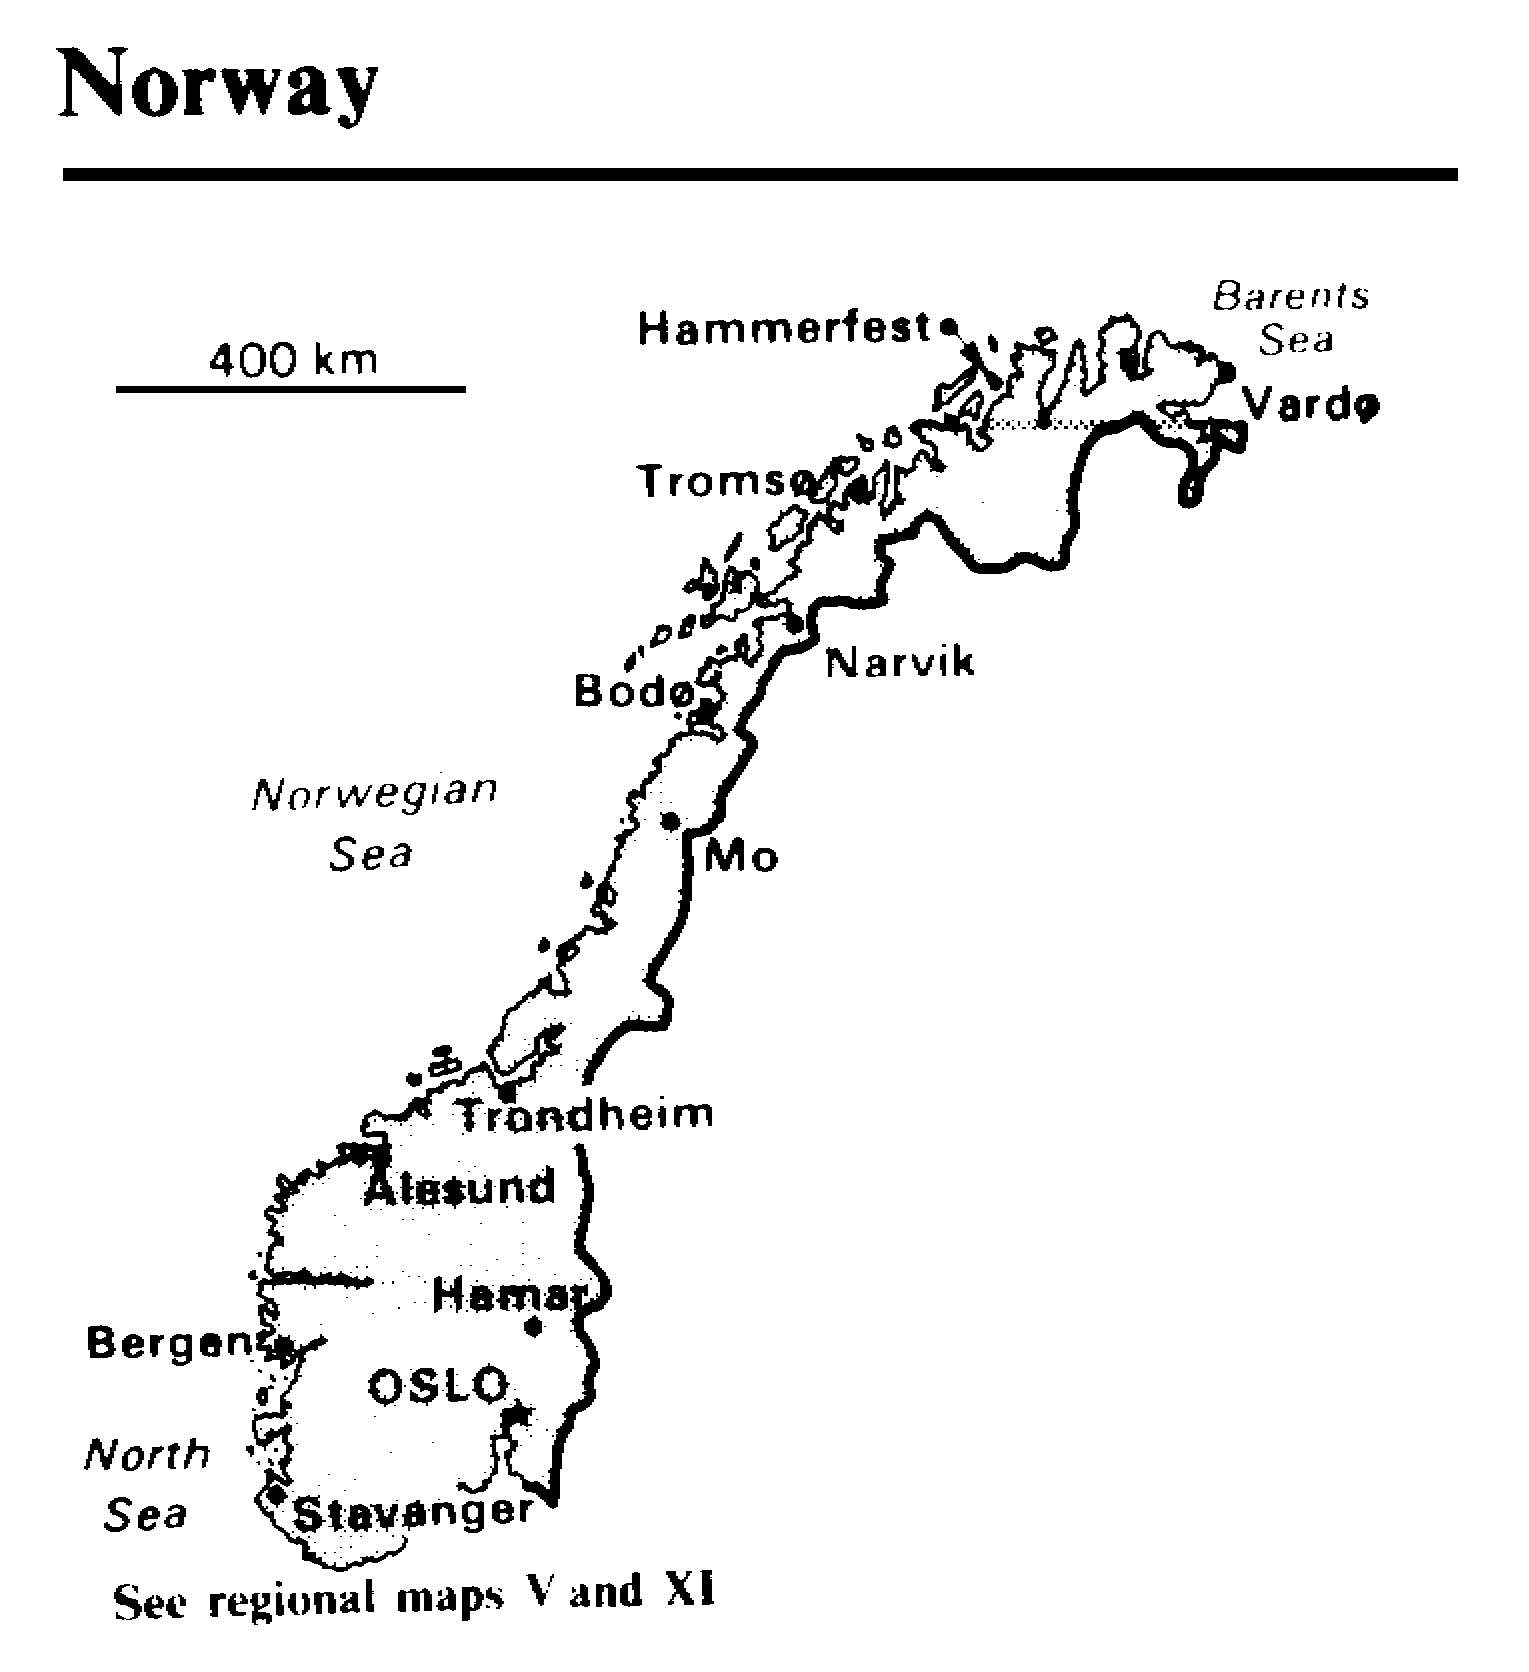 Norway
Barents
Sea
Hammerfest
400 km
Vardø
Tromsø
Narvik
Bodø
Norwegian
Sea
Mo
Trondheim
Ålesund
Hamar
Bergen
OSLO
North
Sea
Stavanger
See regional maps V and XI